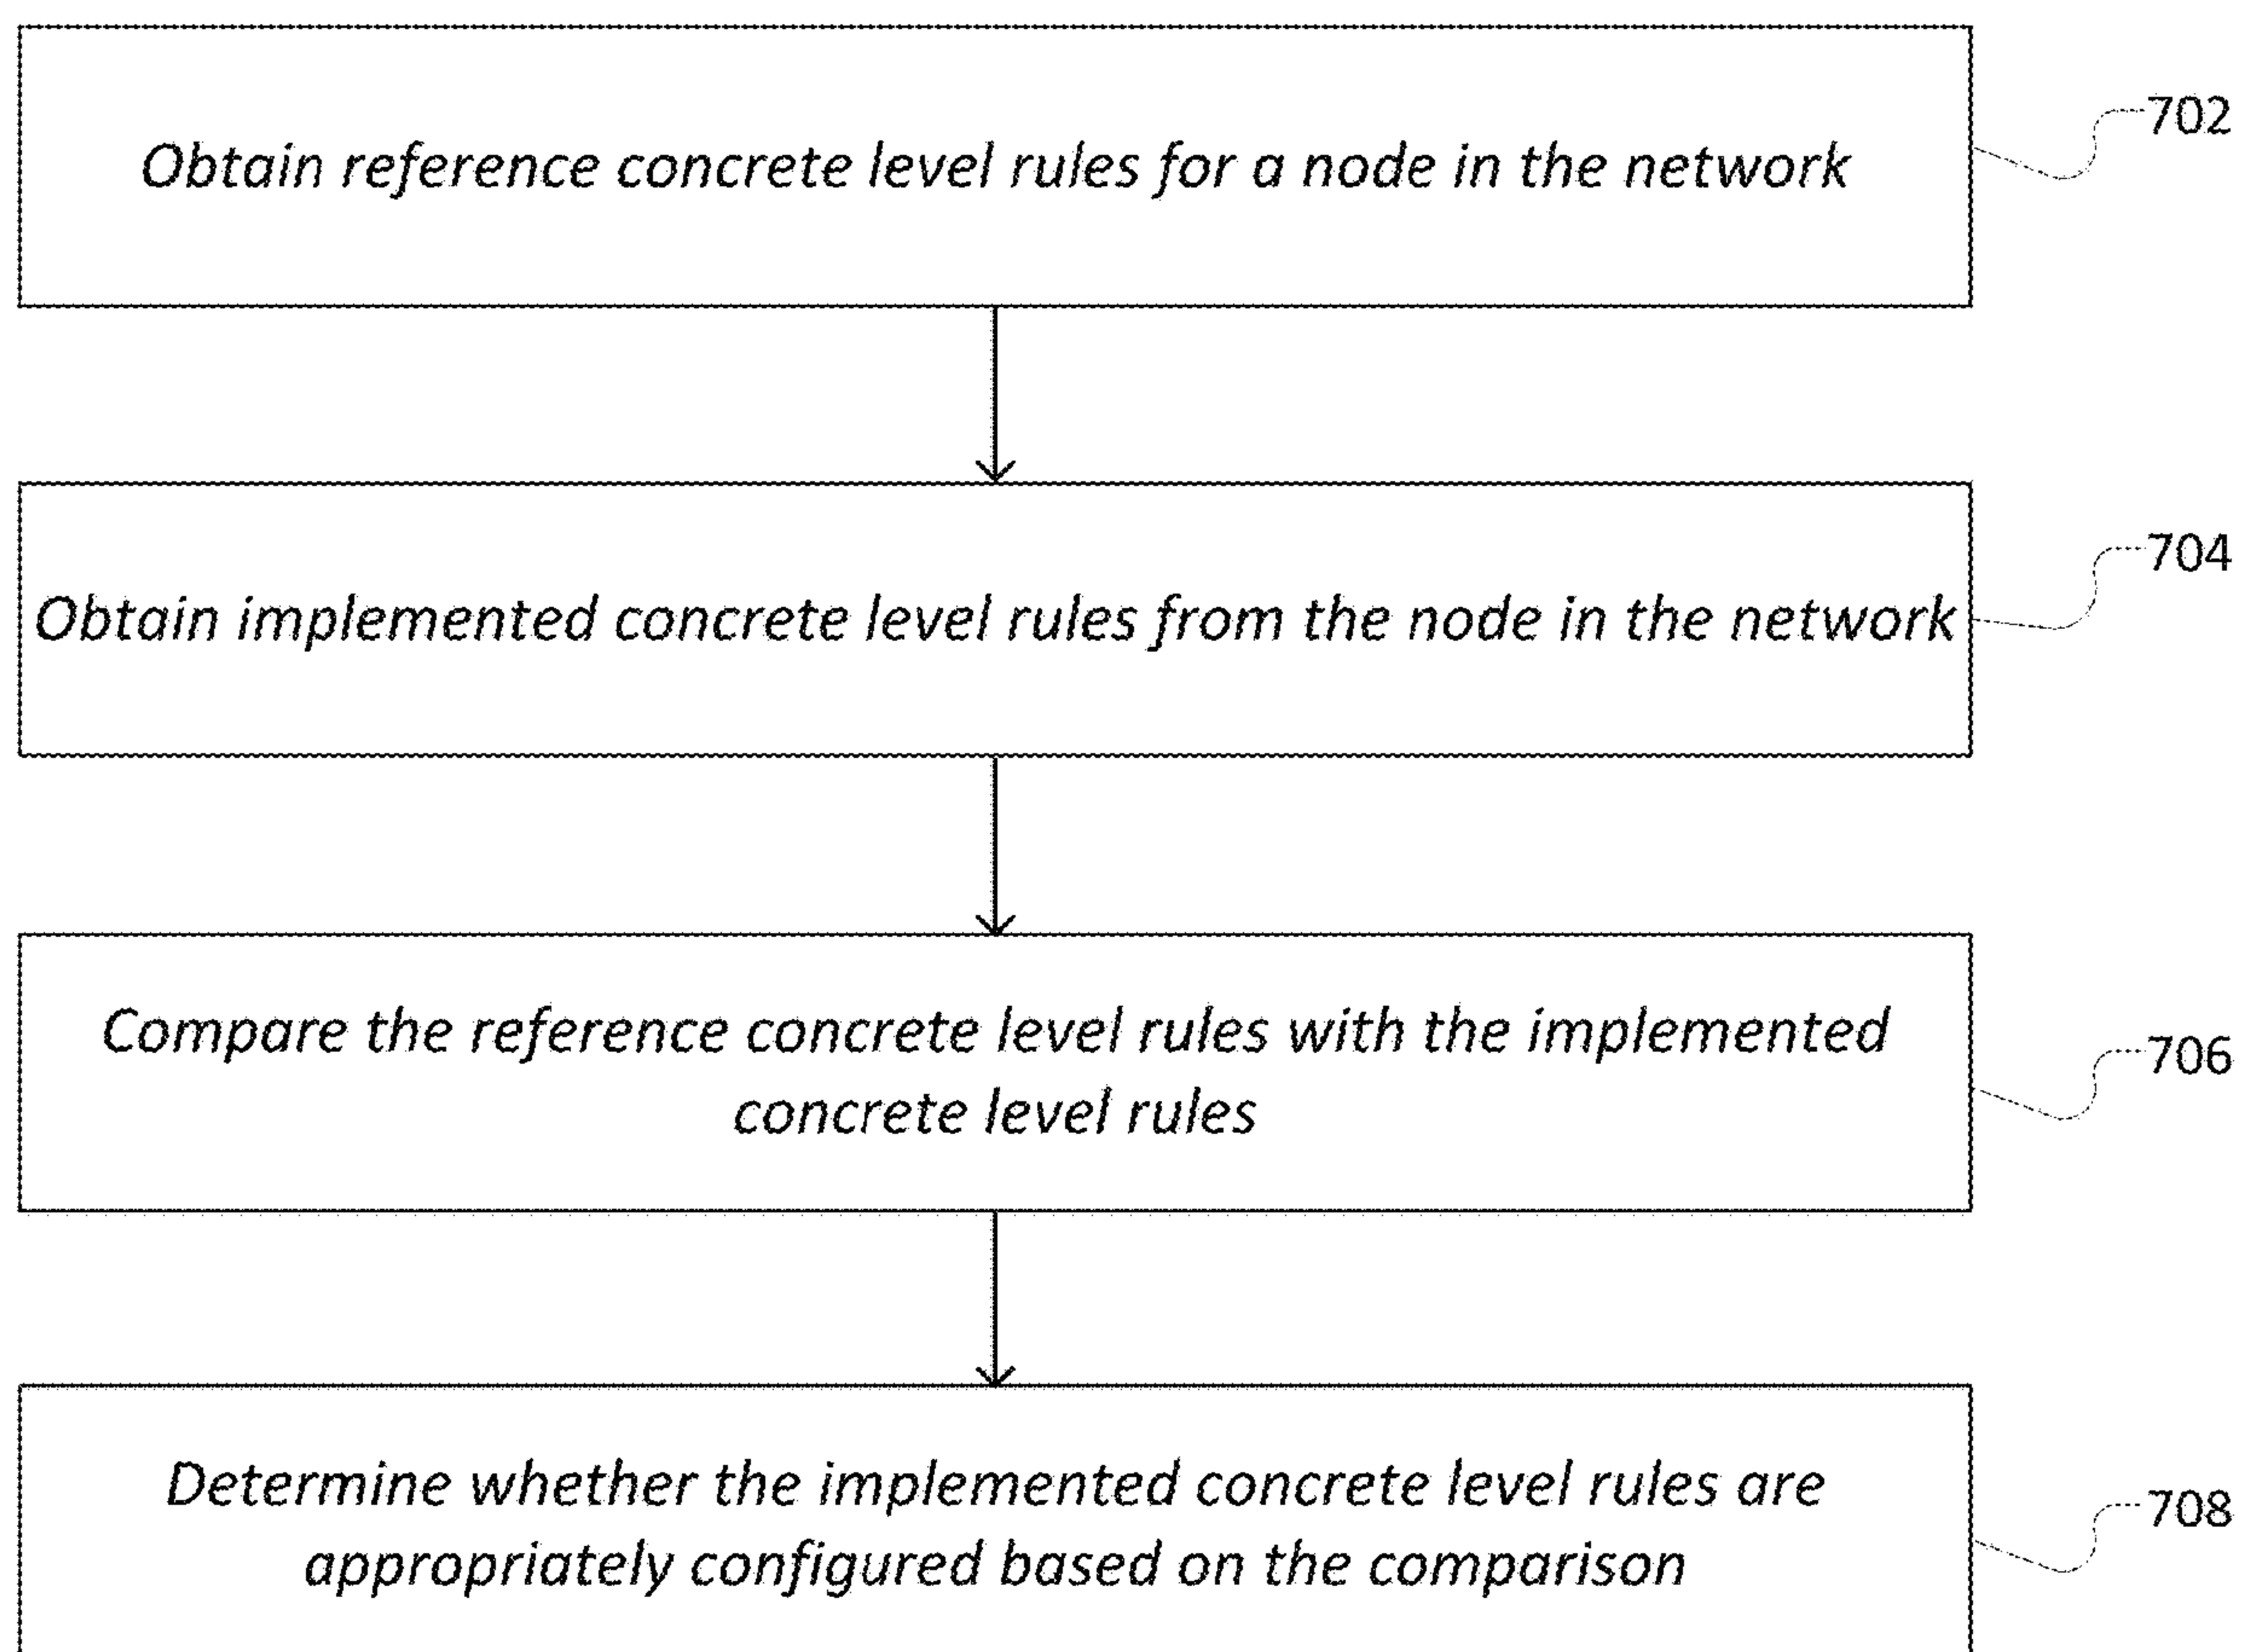 Obtain reference concrete level rules for a node in the network
702
Obtain implemented concrete level rules from the node in the network
704
Compare the reference concrete level rules with the implemented
concrete level rules
706
Determine whether the implemented concrete level rules are
appropriately configured based on the comparison
708